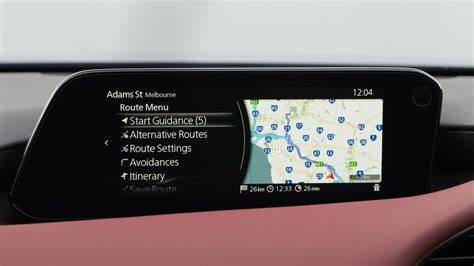 Adams St Melbourne
12:04
Route Menu
Start Guidance (5)
Alternative Routes
Route Settings
Avoidances
Itinerary
Save Route
26 km 12:33 26 min